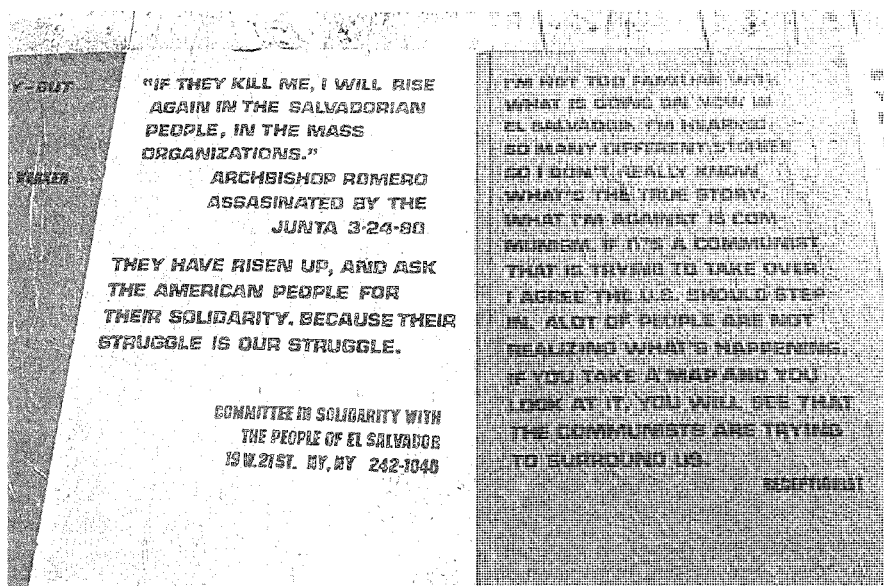 Y-BUT
WORKER
"IF THEY KILL ME, I WILL RISE
AGAIN IN THE SALVADORIAN
PEOPLE, IN THE MASS
ORGANIZATIONS."
ARCHBISHOP ROMERO
ASSASINATED BY THE
JUNTA 3-24-80
THEY HAVE RISEN UP, AND ASK
THE AMERICAN PEOPLE FOR
THEIR SOLIDARITY. BECAUSE THEIR
STRUGGLE IS OUR STRUGGLE.
COMMITTEE IN SOLIDARITY WITH
THE PEOPLE OF EL SALVADOR
19 W. 21 ST. NY, NY 242-1040
I'M NOT TOO FAMILIAR WITH
WHAT IS GOING ON NOW IN
EL SALVADOR. I'M HEARING
SO MANY DIFFERENT STORIES
SO I DON'T REALLY KNOW
WHAT'S THE TRUE STORY.
WHAT I'M AGAINST IS COM-
MUNISM. IF IT'S A COMMUNIST
THAT IS TRYING TO TAKE OVER
I AGREE THE U.S. SHOULD STEP
IN. ALOT OF PEOPLE ARE NOT
REALIZING WHAT'S HAPPENING.
IF YOU TAKE A MAP AND YOU
LOOK AT IT, YOU WILL SEE THAT
THE COMMUNISTS ARE TRYING
TO SURROUND US.
RECEPTIONIST